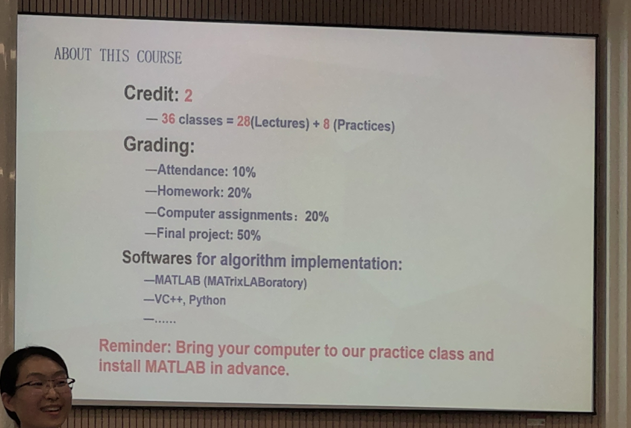 ABOUT THIS COURSE
Credit: 2
— 36 classes = 28(Lectures) + 8 (Practices)
Grading:
—Attendance: 10%
—Homework: 20%
—Computer assignments：20%
—Final project: 50%
Softwares for algorithm implementation:
—MATLAB (MATrixLABoratory)
—VC++, Python
—......
Reminder: Bring your computer to our practice class and
install MATLAB in advance.